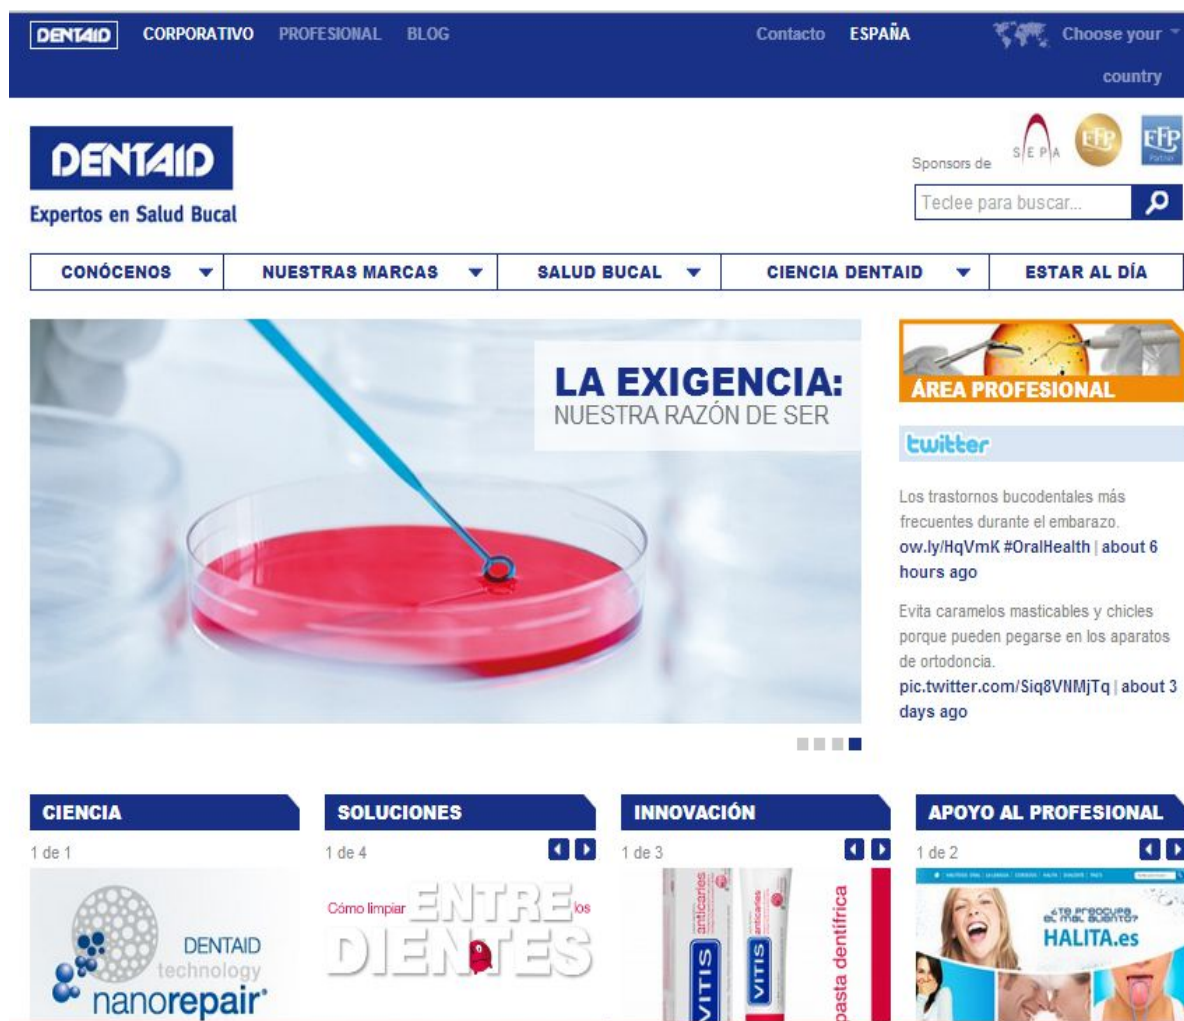 DENTAID CORPORATIVO PROFESIONAL BLOG Contacto ESPAÑA Choose your
country
DENTAID
Expertos en Salud Bucal
Sponsors de SEPA EFP EFP
Partner
Teclee para buscar...
CONÓCENOS NUESTRAS MARCAS SALUD BUCAL CIENCIA DENTAID ESTAR AL DÍA
LA EXIGENCIA:
NUESTRA RAZÓN DE SER
ÁREA PROFESIONAL
twitter
Los trastornos bucodentales más
frecuentes durante el embarazo.
ow.ly/HqVmK #OralHealth | about 6
hours ago
Evita caramelos masticables y chicles
porque pueden pegarse en los aparatos
de ortodoncia.
pic.twitter.com/Siq8VNMjTq | about 3
days ago
CIENCIA
1 de 1
DENTAID
technology
nanorepair
SOLUCIONES
1 de 4
Cómo limpiar ENTRE los
DIENTES
INNOVACIÓN
1 de 3
anticaries
VITIS
anticaries
VITIS
pasta dentífrica
APOYO AL PROFESIONAL
1 de 2
¿TE PREOCUPA
EL MAL ALIENTO?
HALITA.es